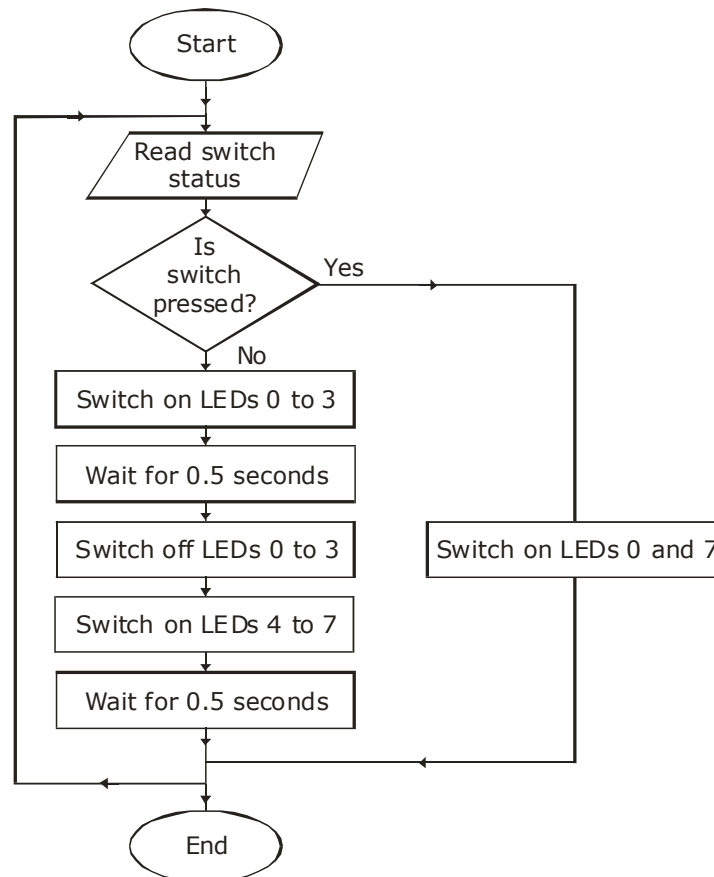 Start
Read switch
status
Is
switch
pressed?
Yes
No
Switch on LEDs 0 to 3
Wait for 0.5 seconds
Switch off LEDs 0 to 3
Switch on LEDs 0 and 7
Switch on LEDs 4 to 7
Wait for 0.5 seconds
End